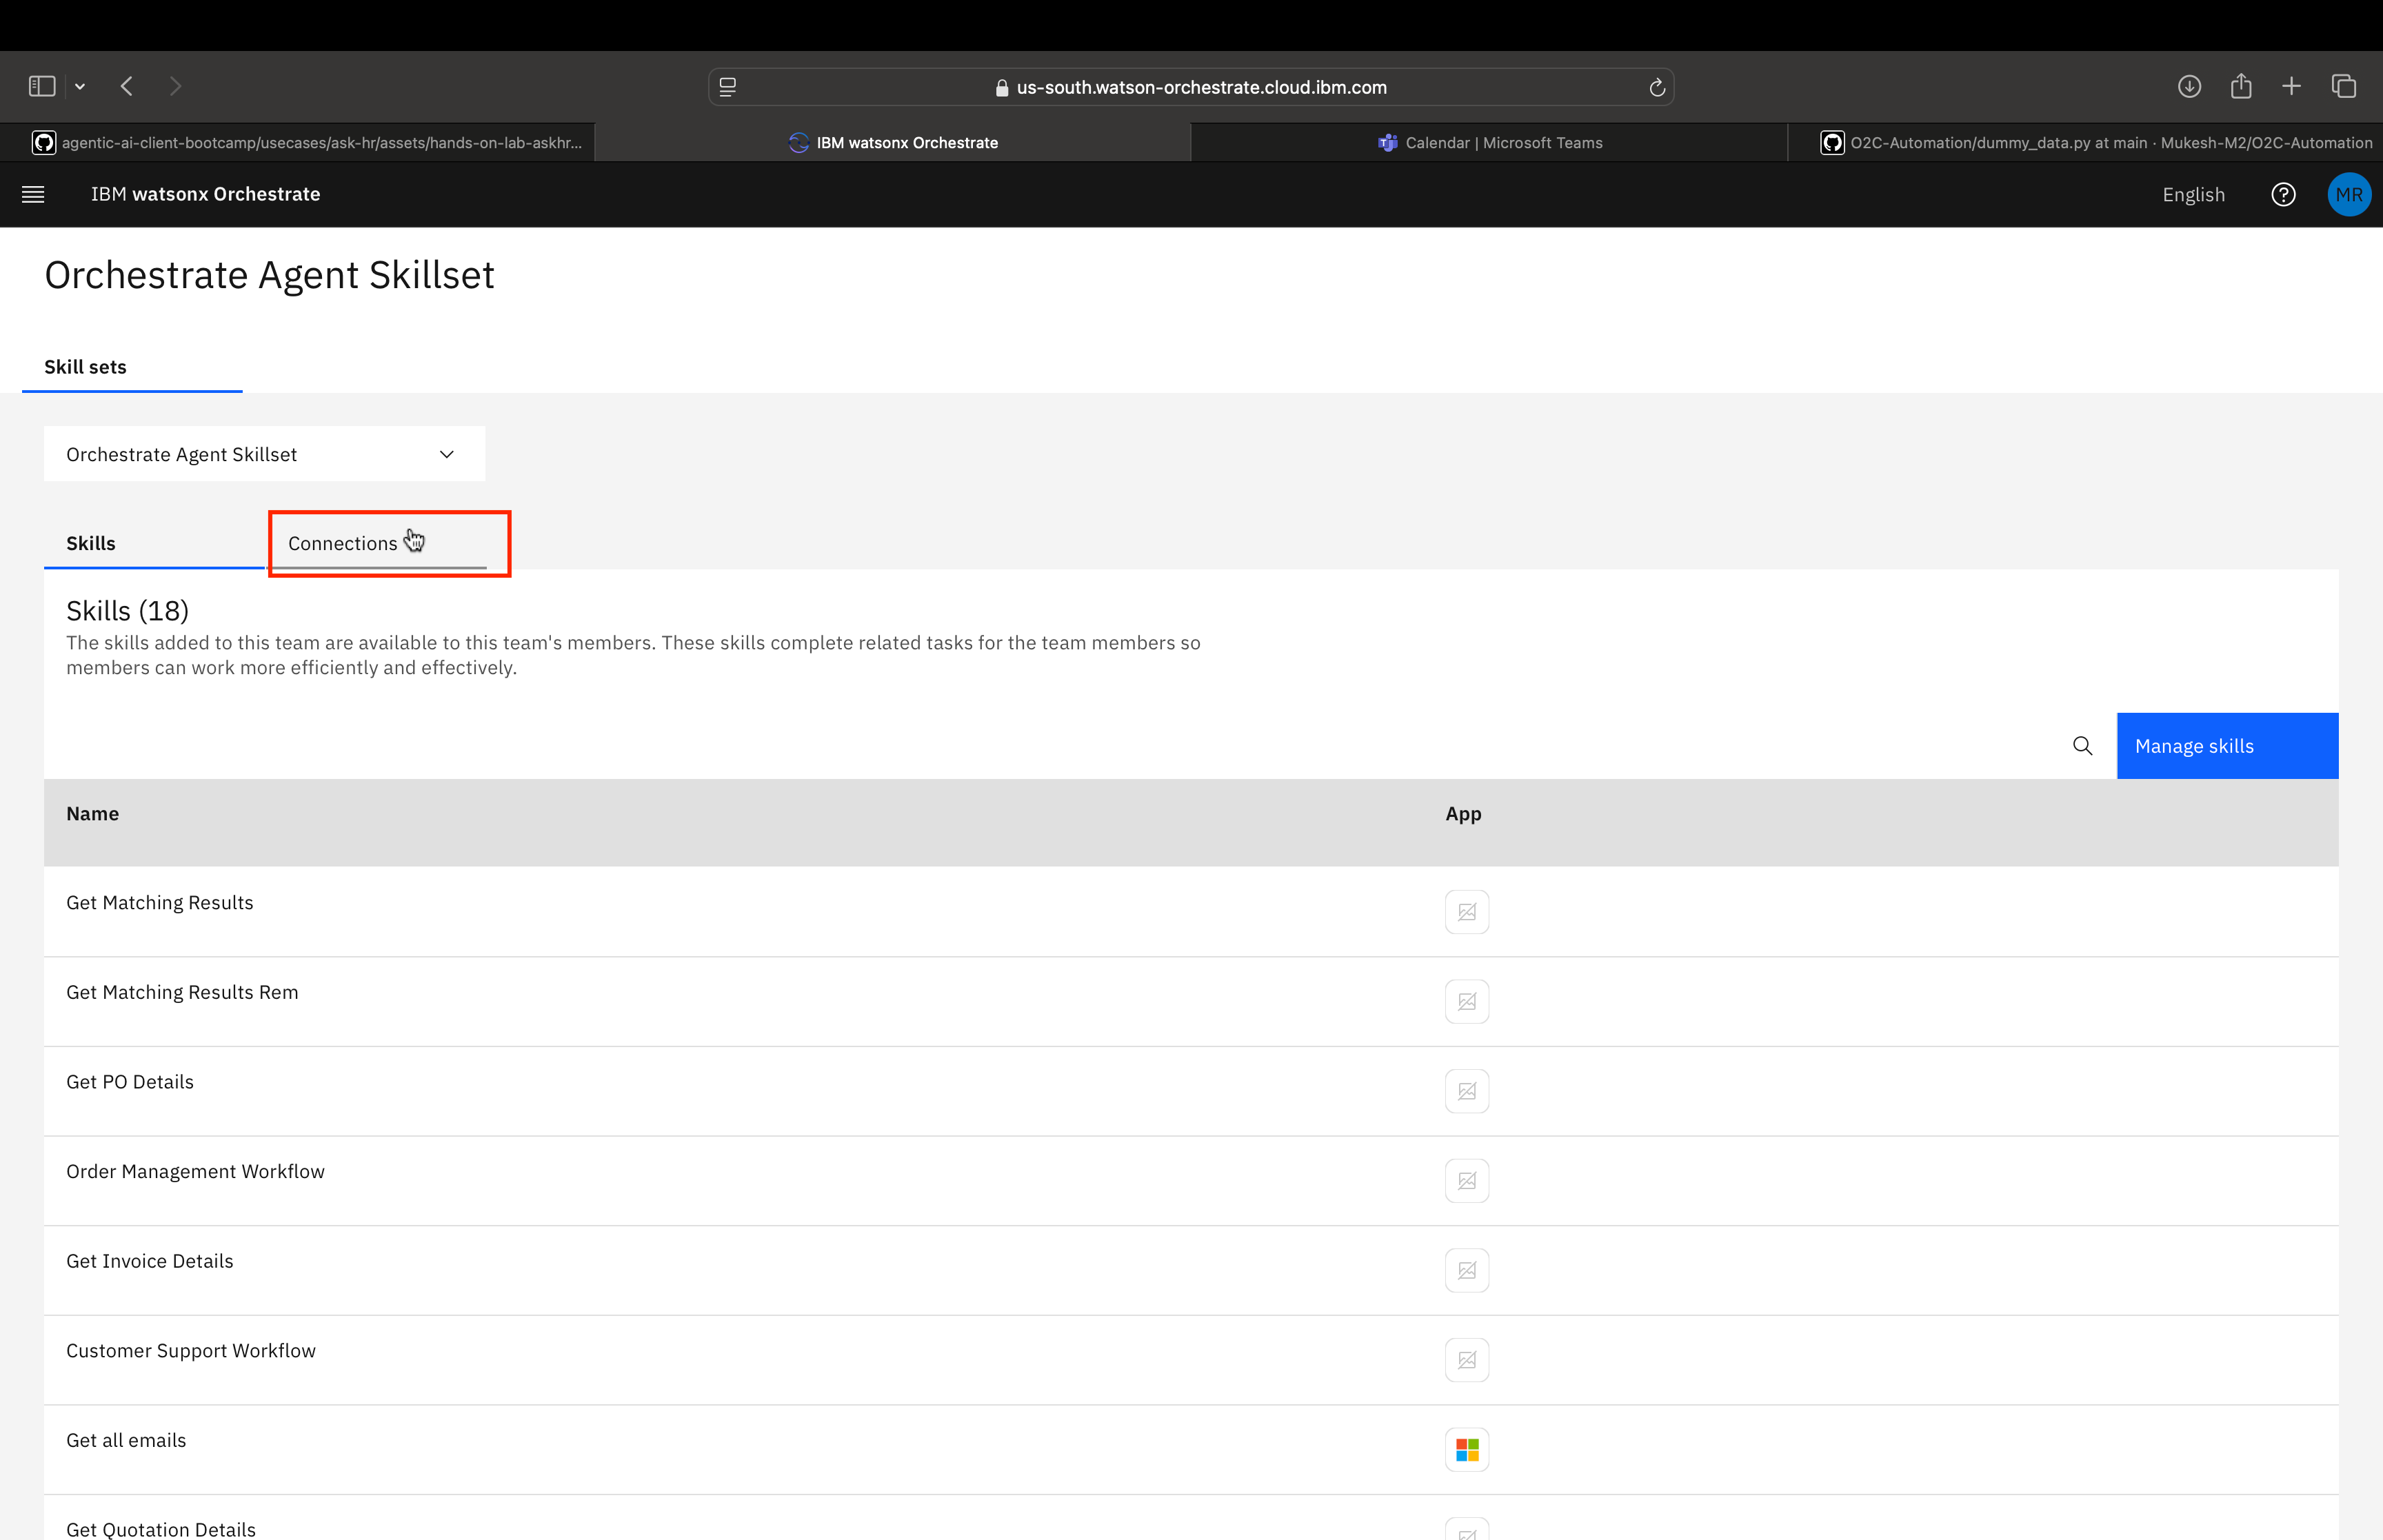 us-south.watson-orchestrate.cloud.ibm.com
agentic-ai-client-bootcamp/usecases/ask-hr/assets/hands-on-lab-askhr...
IBM watsonx Orchestrate
Calendar | Microsoft Teams
O2C-Automation/dummy_data.py at main · Mukesh-M2/O2C-Automation
IBM watsonx Orchestrate
English
MR
Orchestrate Agent Skillset
Skill sets
Orchestrate Agent Skillset
Skills
Connections
Skills (18)
The skills added to this team are available to this team's members. These skills complete related tasks for the team members so
members can work more efficiently and effectively.
Manage skills
Name
App
Get Matching Results
Get Matching Results Rem
Get PO Details
Order Management Workflow
Get Invoice Details
Customer Support Workflow
Get all emails
Get Quotation Details